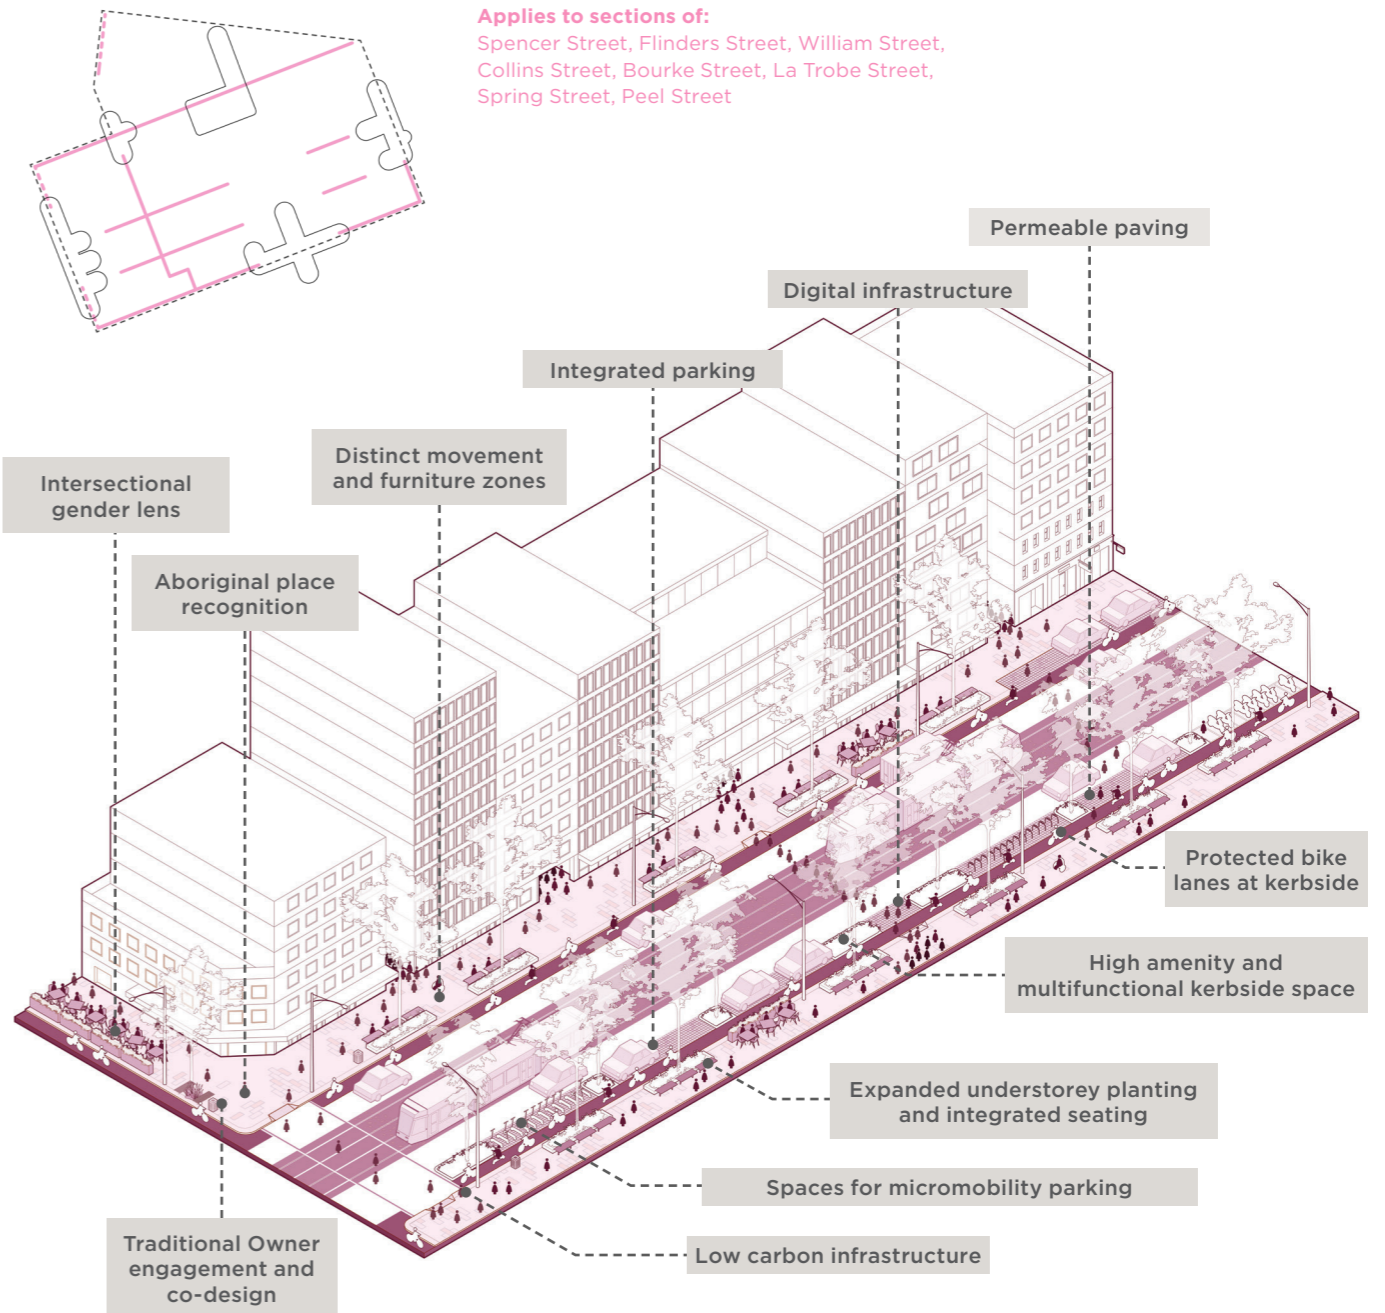 Applies to sections of:
Spencer Street, Flinders Street, William Street,
Collins Street, Bourke Street, La Trobe Street,
Spring Street, Peel Street
Permeable paving
Digital infrastructure
Integrated parking
Distinct movement
and furniture zones
Intersectional
gender lens
Aboriginal place
recognition
Protected bike
lanes at kerbside
High amenity and
multifunctional kerbside space
Expanded understorey planting
and integrated seating
Spaces for micromobility parking
Low carbon infrastructure
Traditional Owner
engagement and
co-design